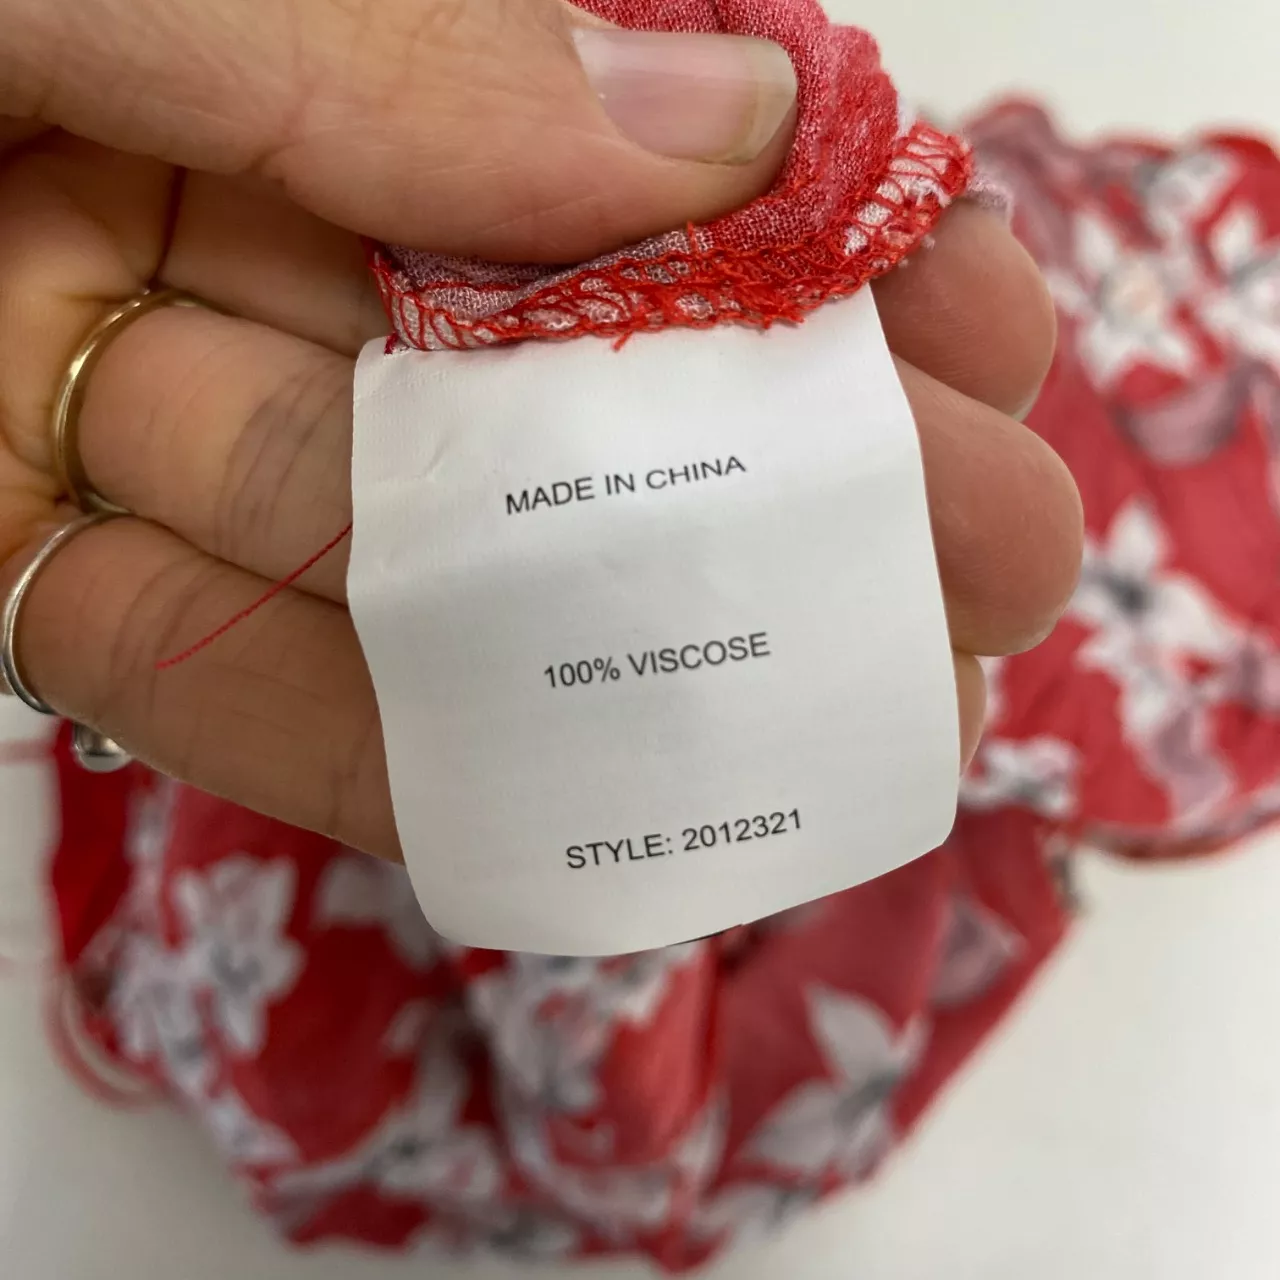 MADE IN CHINA
100% VISCOSE
STYLE: 2012321